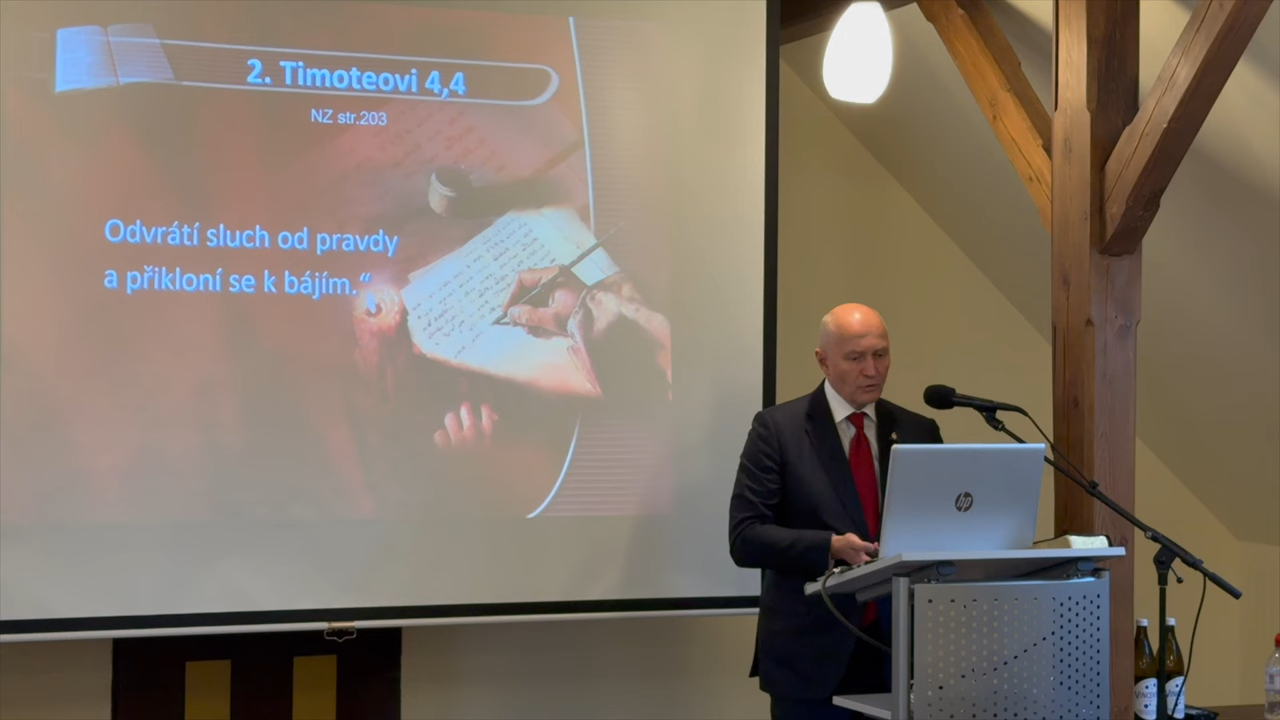 2. Timoteovi 4,4
NZ str.203
Odvrátí sluch od pravdy
a přikloní se k bájím.“
hp